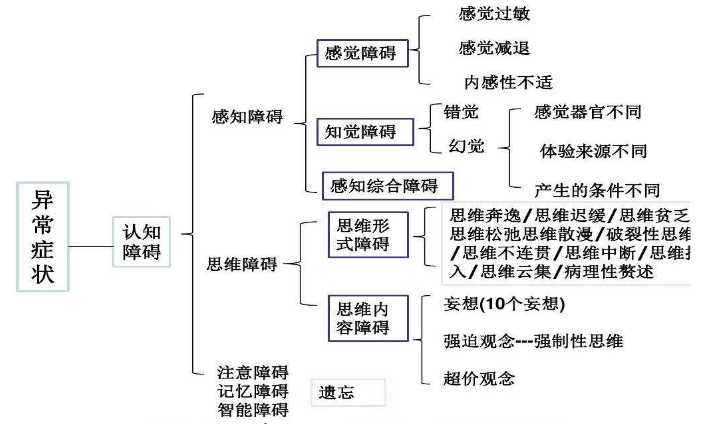 异
常
症
状
认知
障碍
感知障碍
感觉障碍
感觉过敏
感觉减退
内感性不适
知觉障碍
错觉
幻觉
感觉器官不同
体验来源不同
产生的条件不同
感知综合障碍
思维障碍
思维形
式障碍
思维奔逸/思维迟缓/思维贫乏
思维松弛思维散漫/破裂性思维
/思维不连贯/思维中断/思维
入/思维云集/病理性赘述
思维内
容障碍
妄想(10个妄想)
强迫观念---强制性思维
超价观念
注意障碍
记忆障碍
智能障碍
遗忘